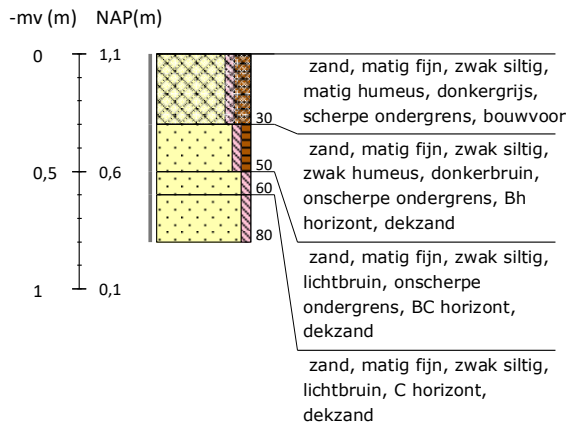 -mv (m) NAP(m)
0 1,1
zand, matig fijn, zwak siltig,
matig humeus, donkergrijs,
scherpe ondergrens, bouwvoor
30
zand, matig fijn, zwak siltig,
zwak humeus, donkerbruin,
onscherpe ondergrens, Bh
horizont, dekzand
0,5 0,6
50
60
80
zand, matig fijn, zwak siltig,
lichtbruin, onscherpe
ondergrens, BC horizont,
dekzand
1 0,1
zand, matig fijn, zwak siltig,
lichtbruin, C horizont,
dekzand